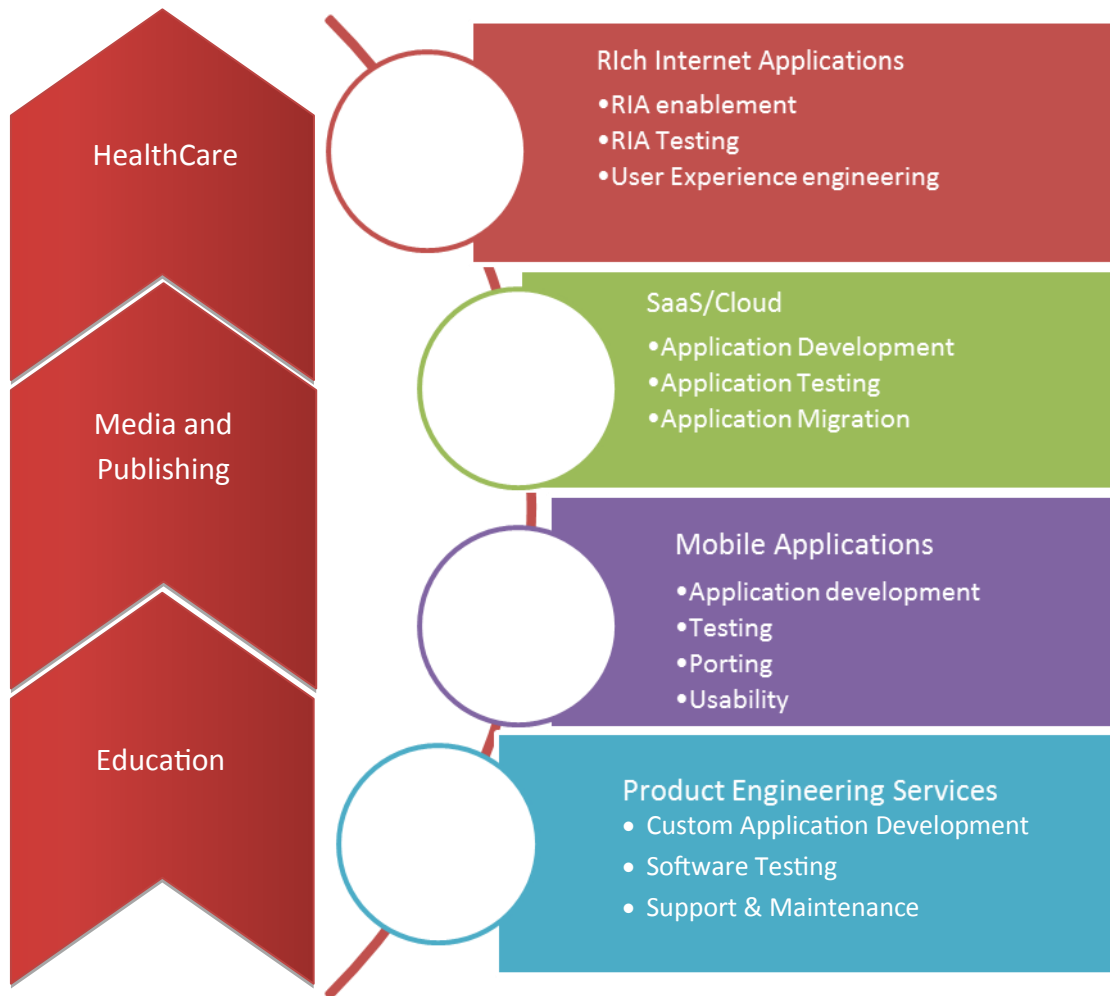 HealthCare
Media and
Publishing
Education
RIch Internet Applications
•RIA enablement
•RIA Testing
•User Experience engineering
SaaS/Cloud
•Application Development
•Application Testing
•Application Migration
Mobile Applications
•Application development
•Testing
•Porting
•Usability
Product Engineering Services
• Custom Application Development
• Software Testing
• Support & Maintenance